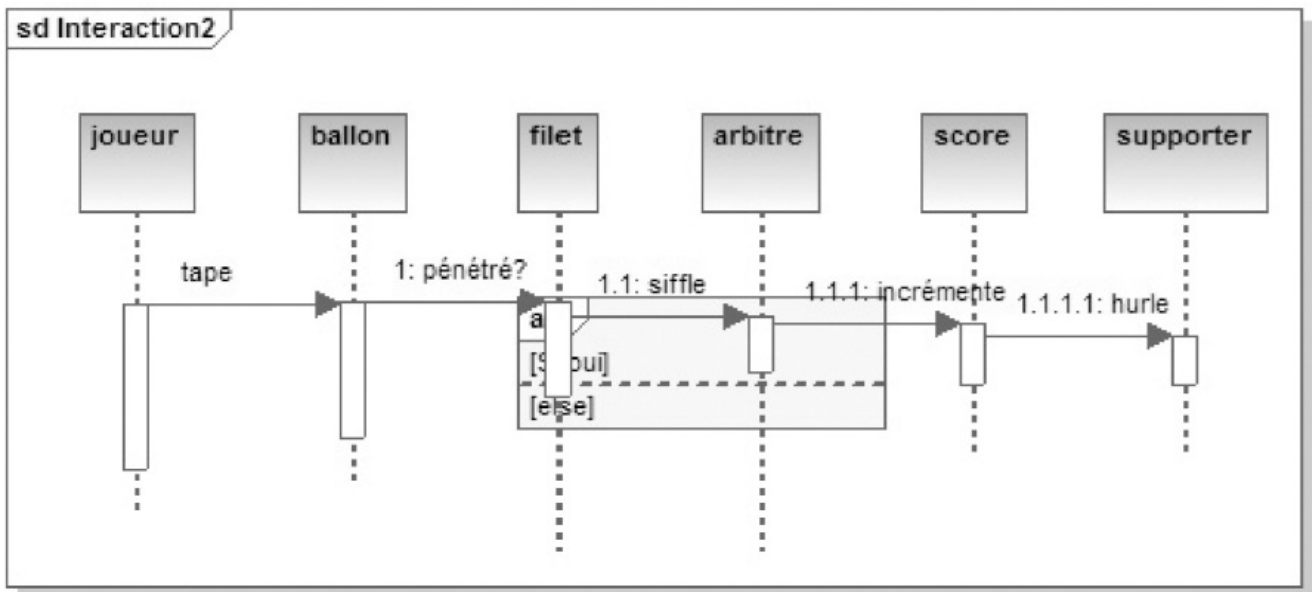 sd Interaction2
joueur
ballon
filet
arbitre
score
supporter
tape
1: pénétré?
1.1: siffle
1.1.1: incrémente
1.1.1.1: hurle
[else]